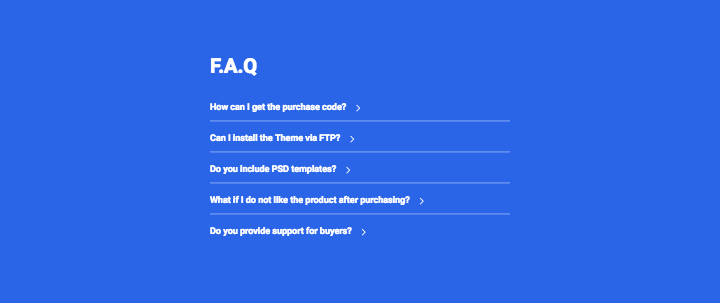 F.A.Q
How can I get the purchase code?
Can I Install the Theme via FTP?
Do you include PSD templates?
What if I do not like the product after purchasing?
Do you provide support for buyers?